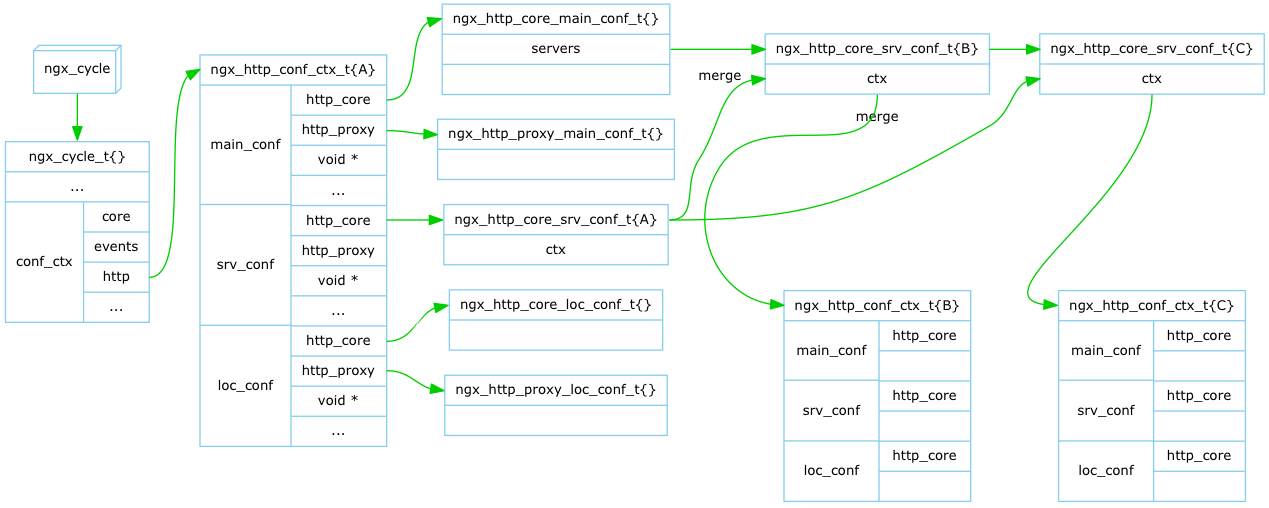 ngx_cycle
ngx_cycle_t{}
...
conf_ctx
core
events
http
...
ngx_http_conf_ctx_t{A}
main_conf
http_core
http_proxy
void *
...
srv_conf
http_core
http_proxy
void *
...
loc_conf
http_core
http_proxy
void *
...
ngx_http_core_main_conf_t{}
servers
ngx_http_proxy_main_conf_t{}
ngx_http_core_srv_conf_t{A}
ctx
ngx_http_core_loc_conf_t{}
ngx_http_proxy_loc_conf_t{}
merge
ngx_http_core_srv_conf_t{B}
ctx
merge
ngx_http_core_srv_conf_t{C}
ctx
ngx_http_conf_ctx_t{B}
main_conf
http_core
srv_conf
http_core
loc_conf
http_core
ngx_http_conf_ctx_t{C}
main_conf
http_core
srv_conf
http_core
loc_conf
http_core